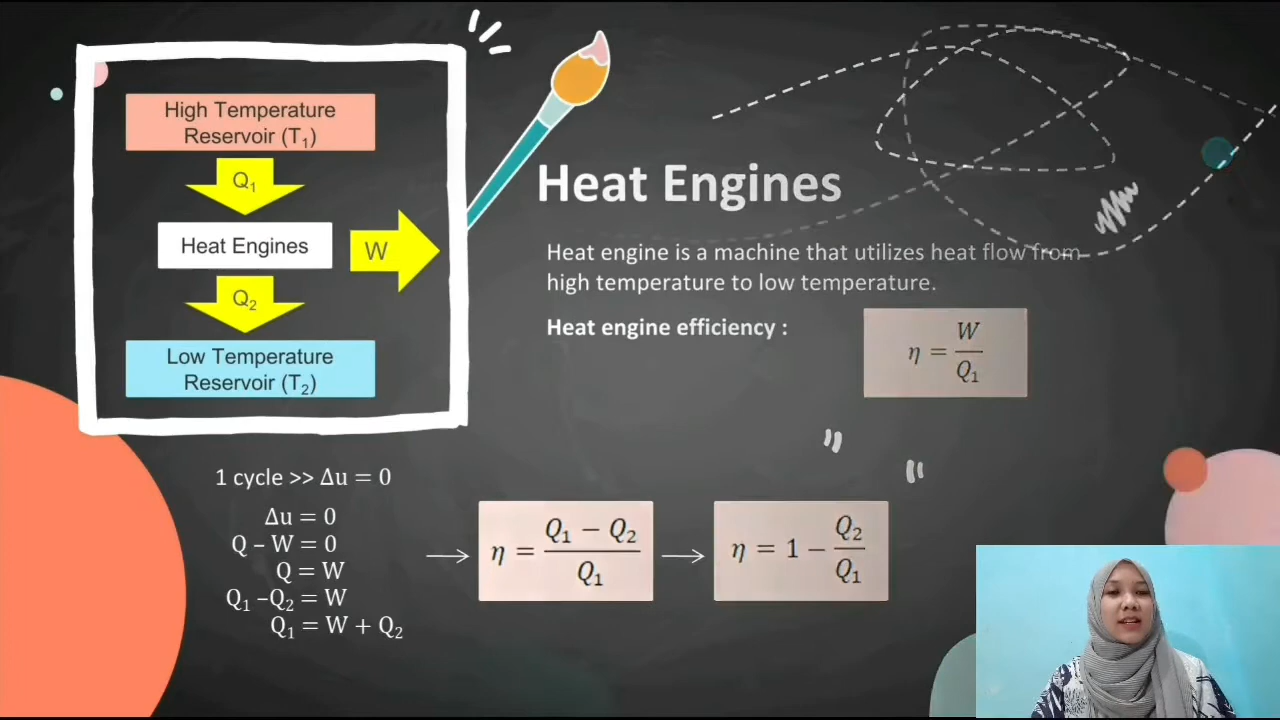 High Temperature
Reservoir (T₁)
Q₁
Heat Engines
W
Q₂
Low Temperature
Reservoir (T₂)
Heat Engines
Heat engine is a machine that utilizes heat flow from
high temperature to low temperature.
Heat engine efficiency :
η = W / Q₁
1 cycle >> Δu = 0
Δu = 0
Q – W = 0
Q = W
Q₁ –Q₂ = W
Q₁ = W + Q₂
→ η = (Q₁ − Q₂) / Q₁ → η = 1 − Q₂ / Q₁